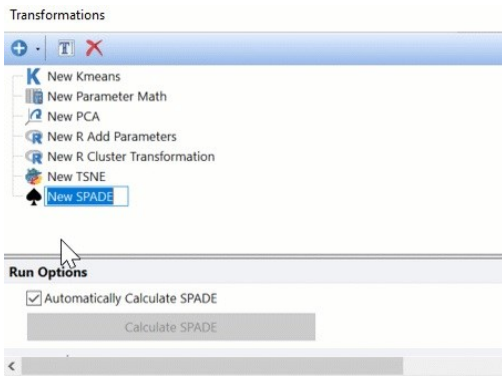 Transformations
New Kmeans
New Parameter Math
New PCA
New R Add Parameters
New R Cluster Transformation
New TSNE
New SPADE
Run Options
Automatically Calculate SPADE
Calculate SPADE